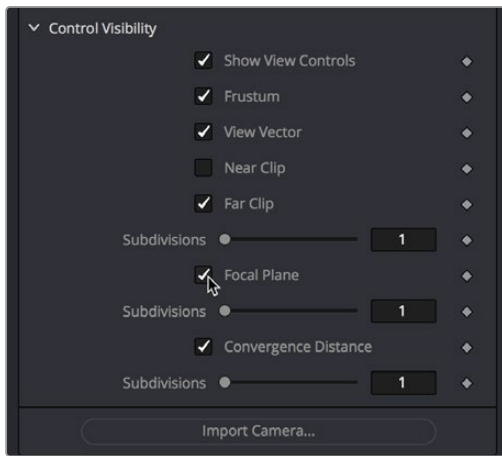 Control Visibility
Show View Controls
Frustum
View Vector
Near Clip
Far Clip
Subdivisions 1
Focal Plane
Subdivisions 1
Convergence Distance
Subdivisions 1
Import Camera...